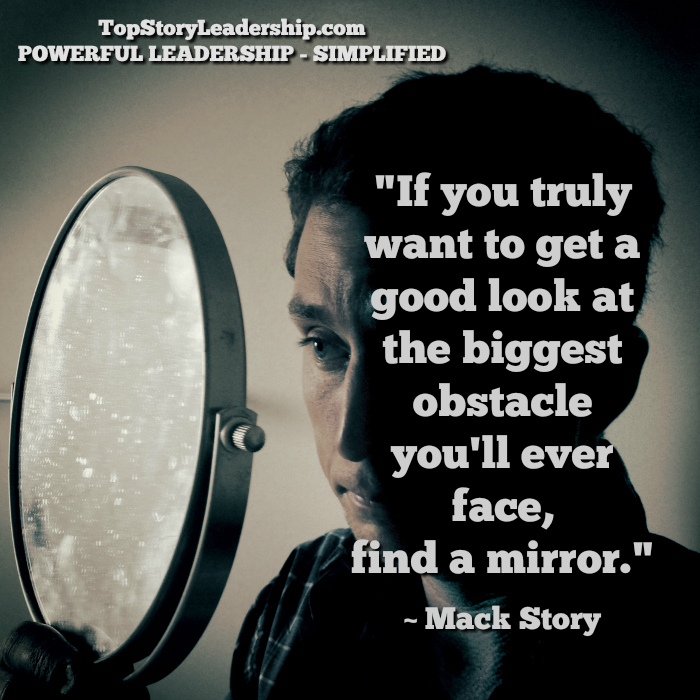 TopStoryLeadership.com
POWERFUL LEADERSHIP - SIMPLIFIED
"If you truly
want to get a
good look at
the biggest
obstacle
you'll ever
face,
find a mirror."
~ Mack Story